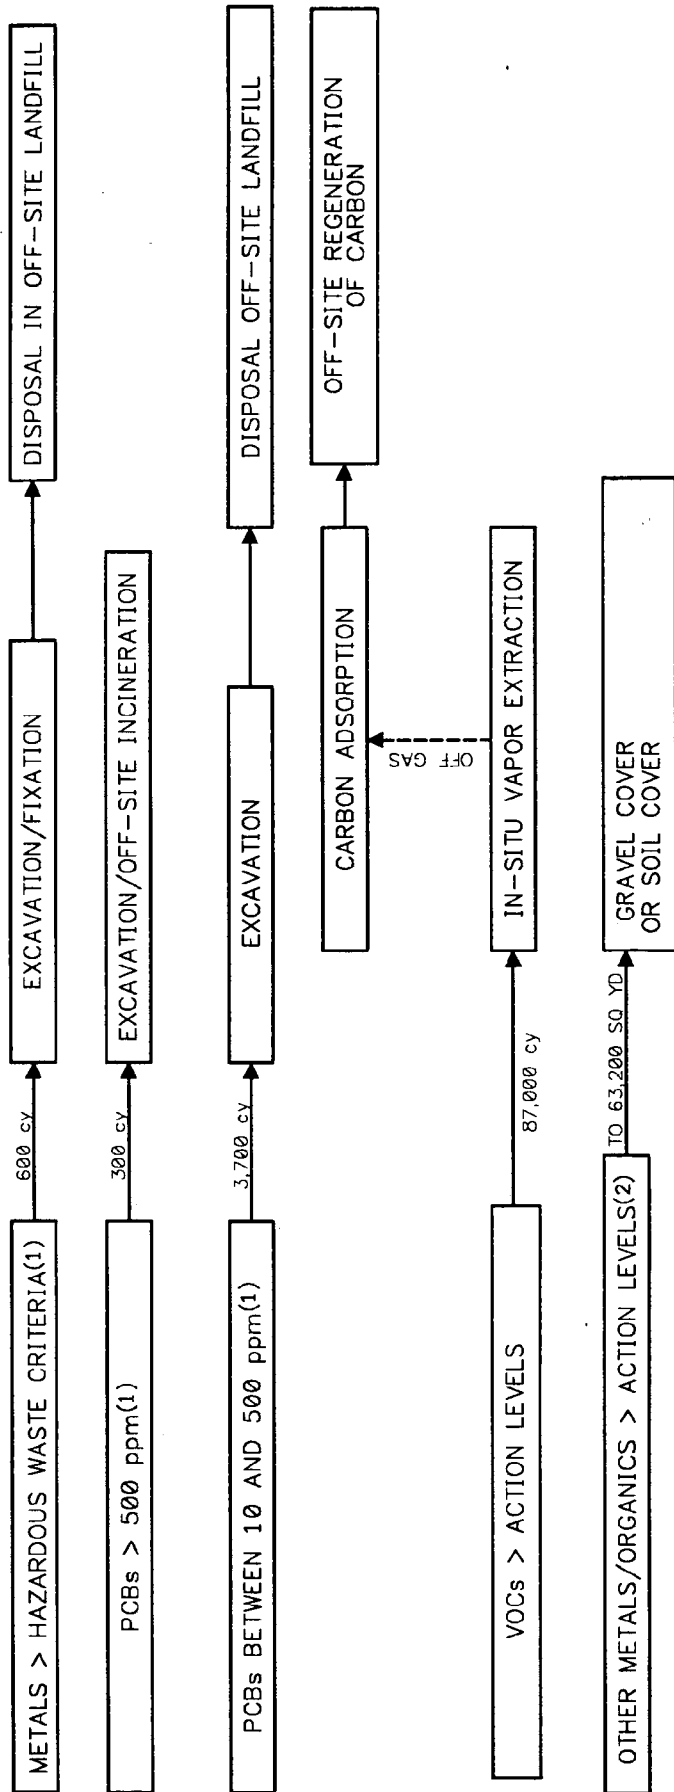 METALS > HAZARDOUS WASTE CRITERIA(1)
600 cy
EXCAVATION/FIXATION
DISPOSAL IN OFF-SITE LANDFILL
PCBs > 500 ppm(1)
300 cy
EXCAVATION/OFF-SITE INCINERATION
PCBs BETWEEN 10 AND 500 ppm(1)
3,700 cy
EXCAVATION
DISPOSAL OFF-SITE LANDFILL
CARBON ADSORPTION
OFF-SITE REGENERATION
OF CARBON
OFF GAS
VOCs > ACTION LEVELS
87,000 cy
IN-SITU VAPOR EXTRACTION
OTHER METALS/ORGANICS > ACTION LEVELS(2)
TO 63,200 SQ YD
GRAVEL COVER
OR SOIL COVER